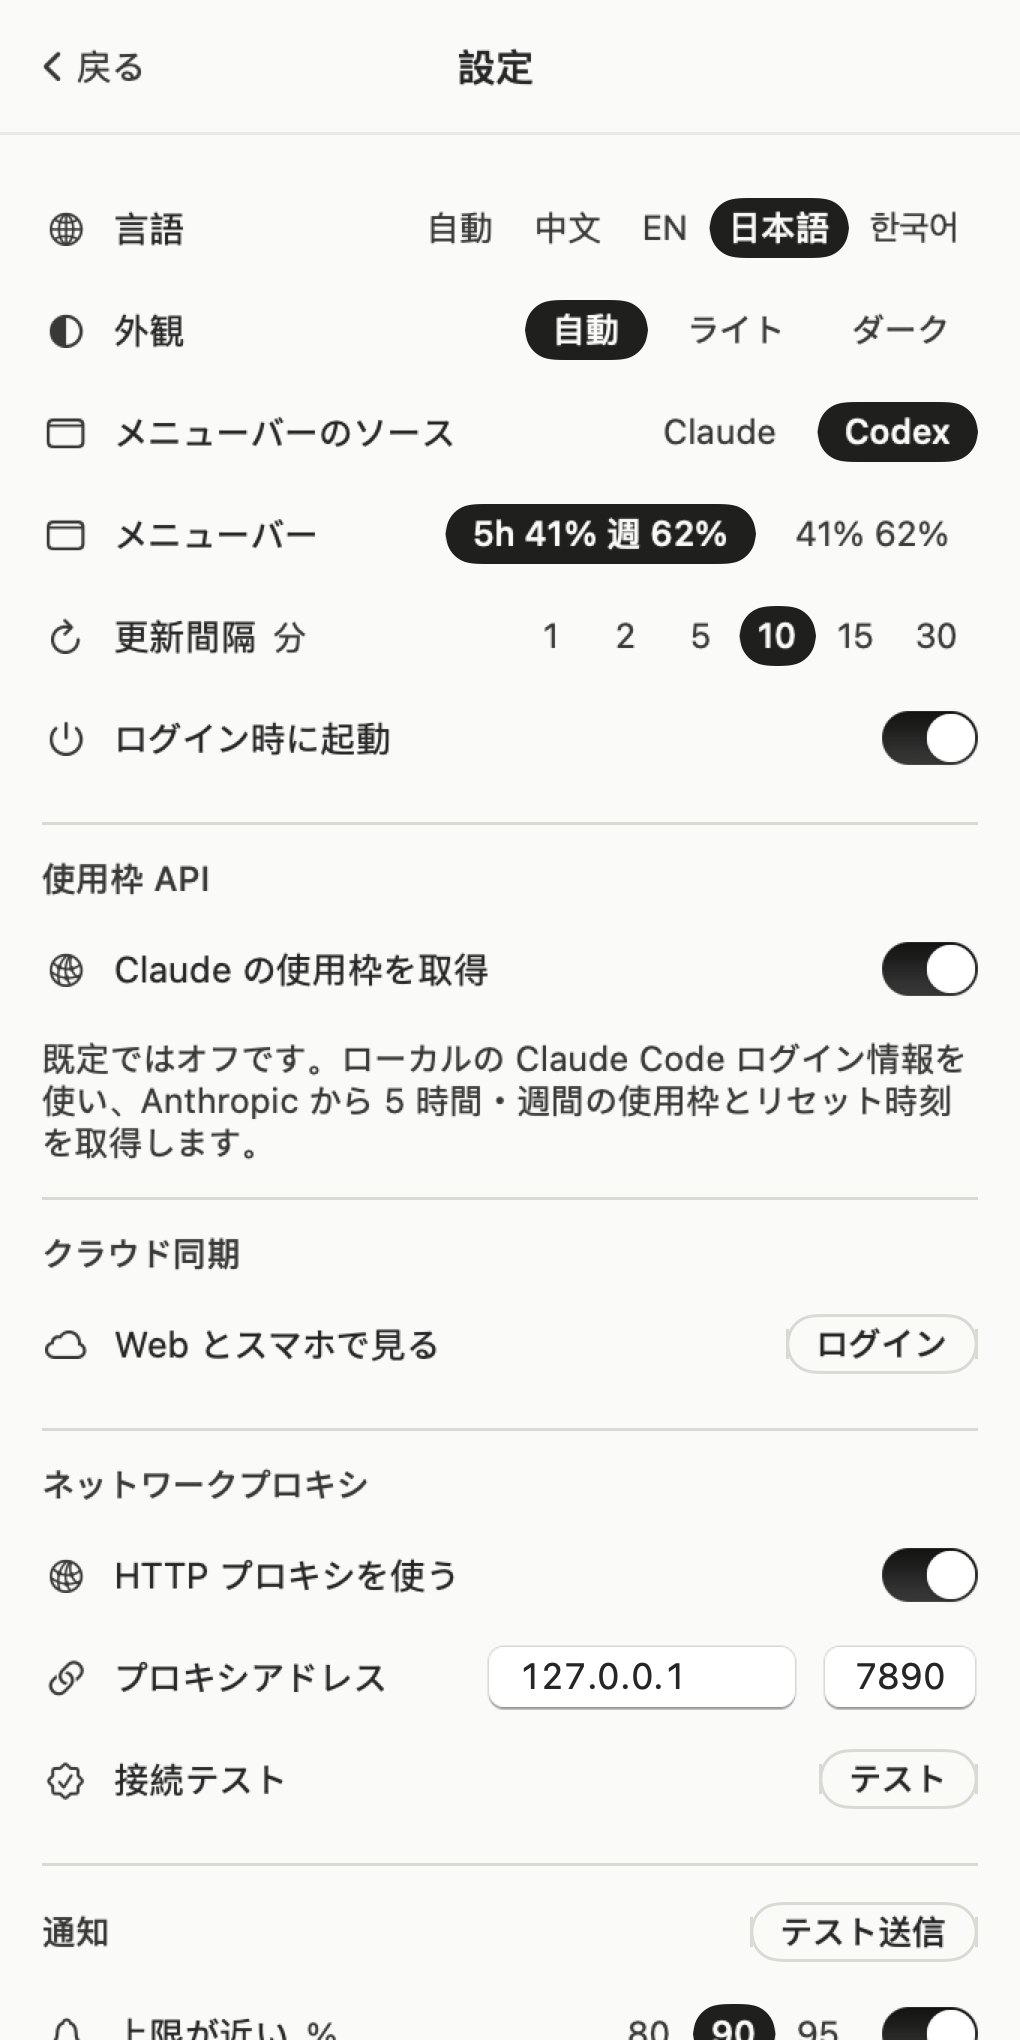 戻る
設定
言語 自動 中文 EN 日本語 한국어
外観 自動 ライト ダーク
メニューバーのソース Claude Codex
メニューバー 5h 41% 週 62% 41% 62%
更新間隔 分 1 2 5 10 15 30
ログイン時に起動
使用枠 API
Claude の使用枠を取得
既定ではオフです。ローカルの Claude Code ログイン情報を
使い、Anthropic から 5 時間・週間の使用枠とリセット時刻
を取得します。
クラウド同期
Web とスマホで見る ログイン
ネットワークプロキシ
HTTP プロキシを使う
プロキシアドレス 127.0.0.1 7890
接続テスト テスト
通知 テスト送信
上限が近い % 80 90 95